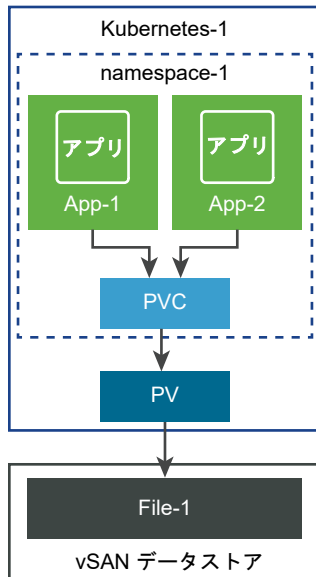 Kubernetes-1
namespace-1
アプリ
アプリ
App-1
App-2
PVC
PV
File-1
vSAN データストア